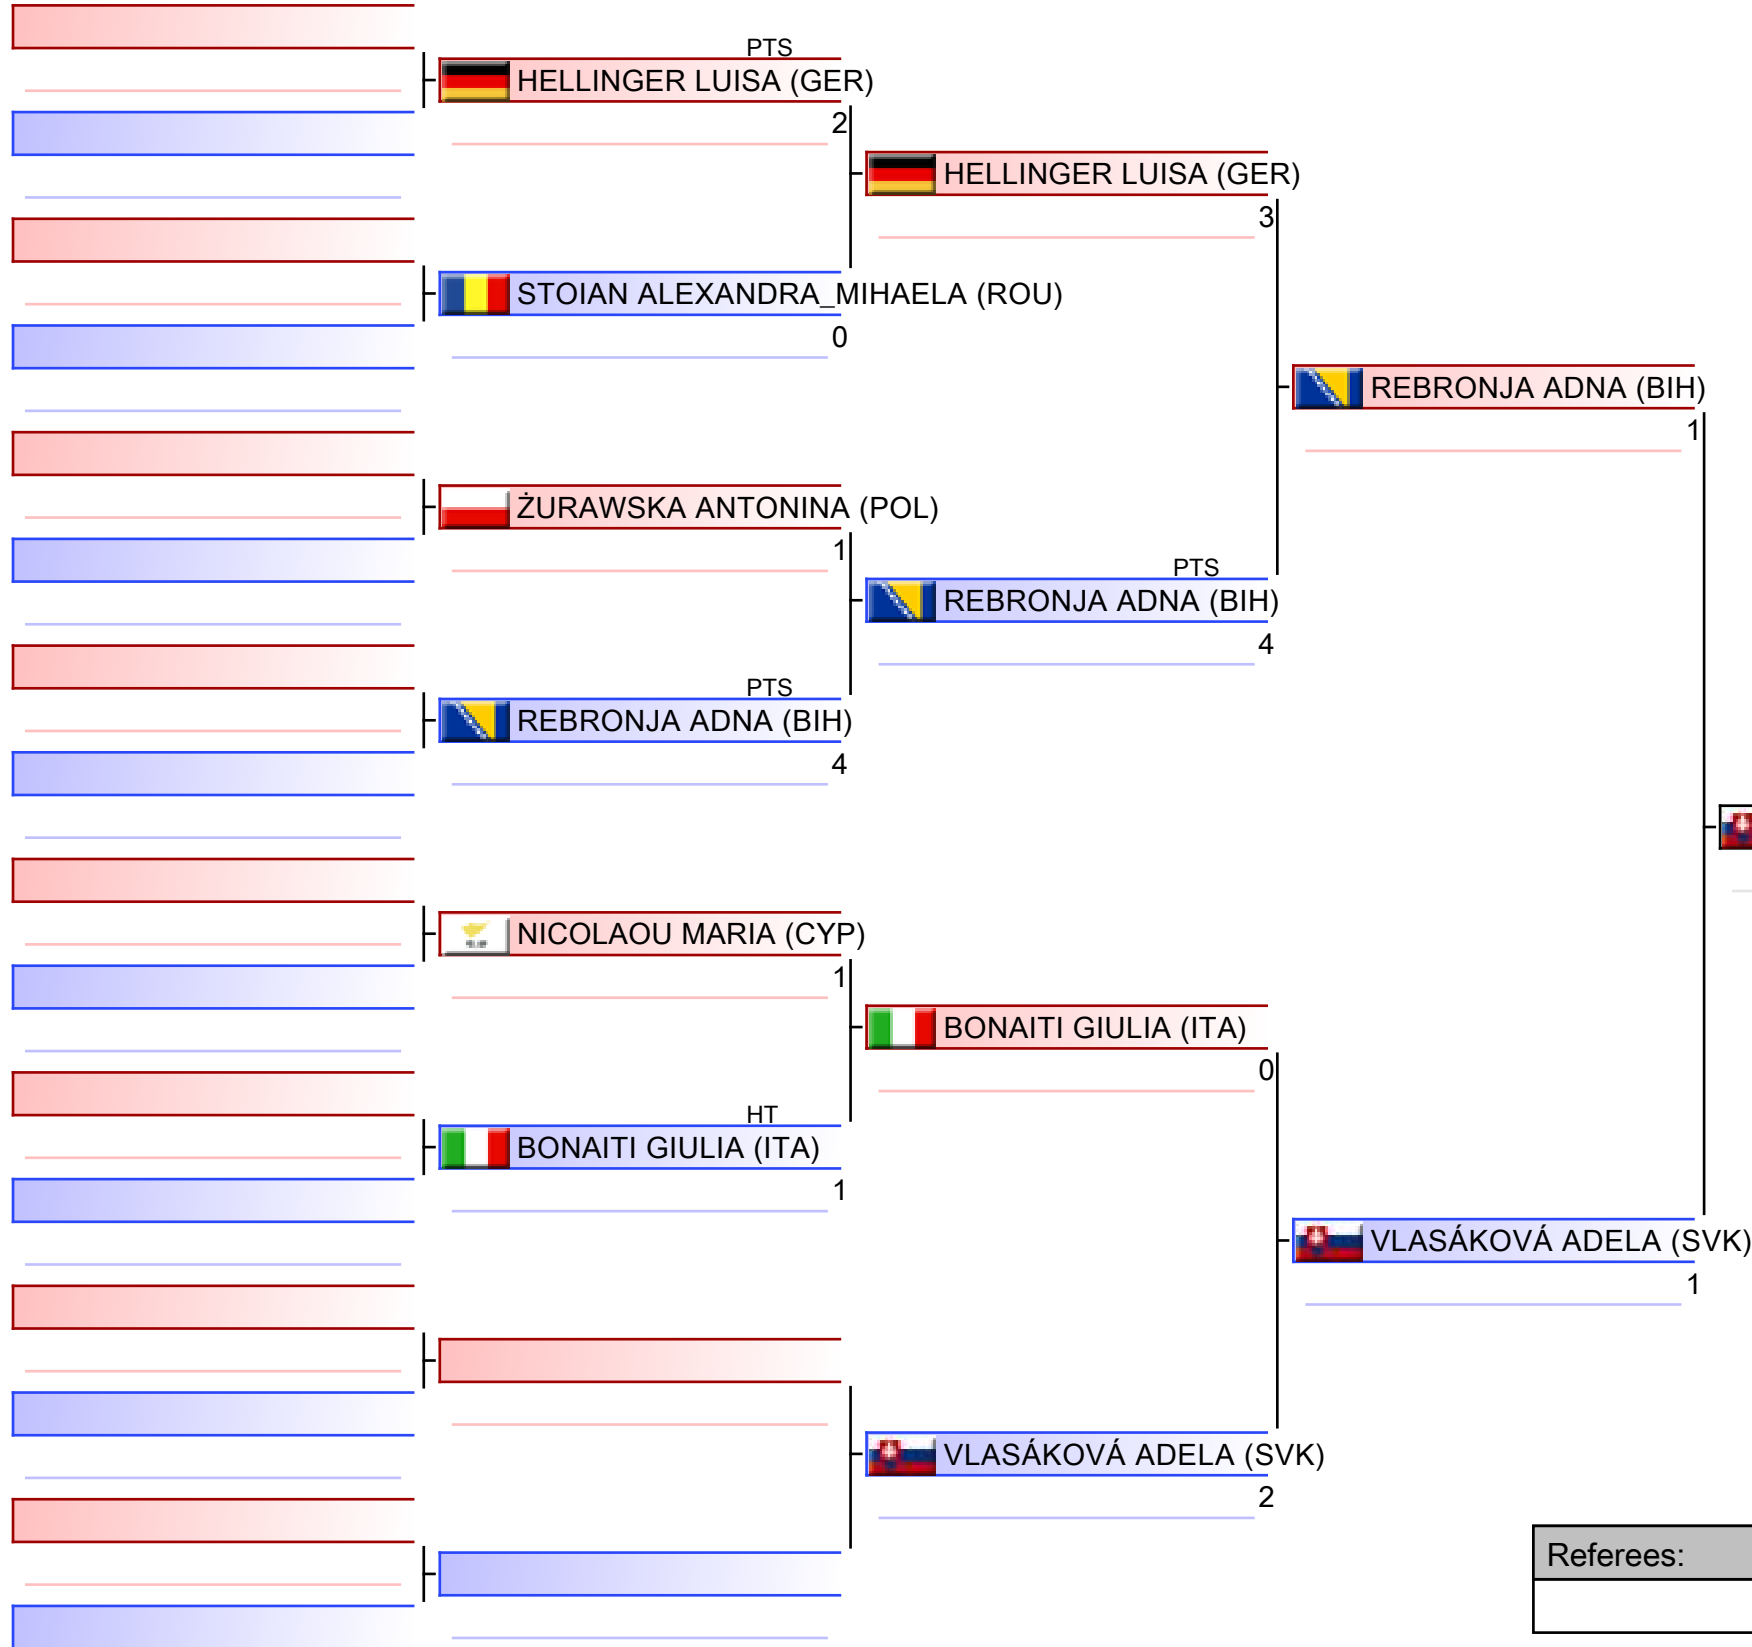 PTS
HELLINGER LUISA (GER)
2
HELLINGER LUISA (GER)
3
STOIAN ALEXANDRA_MIHAELA (ROU)
0
REBRONJA ADNA (BIH)
1
ŻURAWSKA ANTONINA (POL)
1
PTS
REBRONJA ADNA (BIH)
4
PTS
REBRONJA ADNA (BIH)
4
NICOLAOU MARIA (CYP)
1
BONAITI GIULIA (ITA)
0
HT
BONAITI GIULIA (ITA)
1
VLASÁKOVÁ ADELA (SVK)
1
VLASÁKOVÁ ADELA (SVK)
2
Referees: